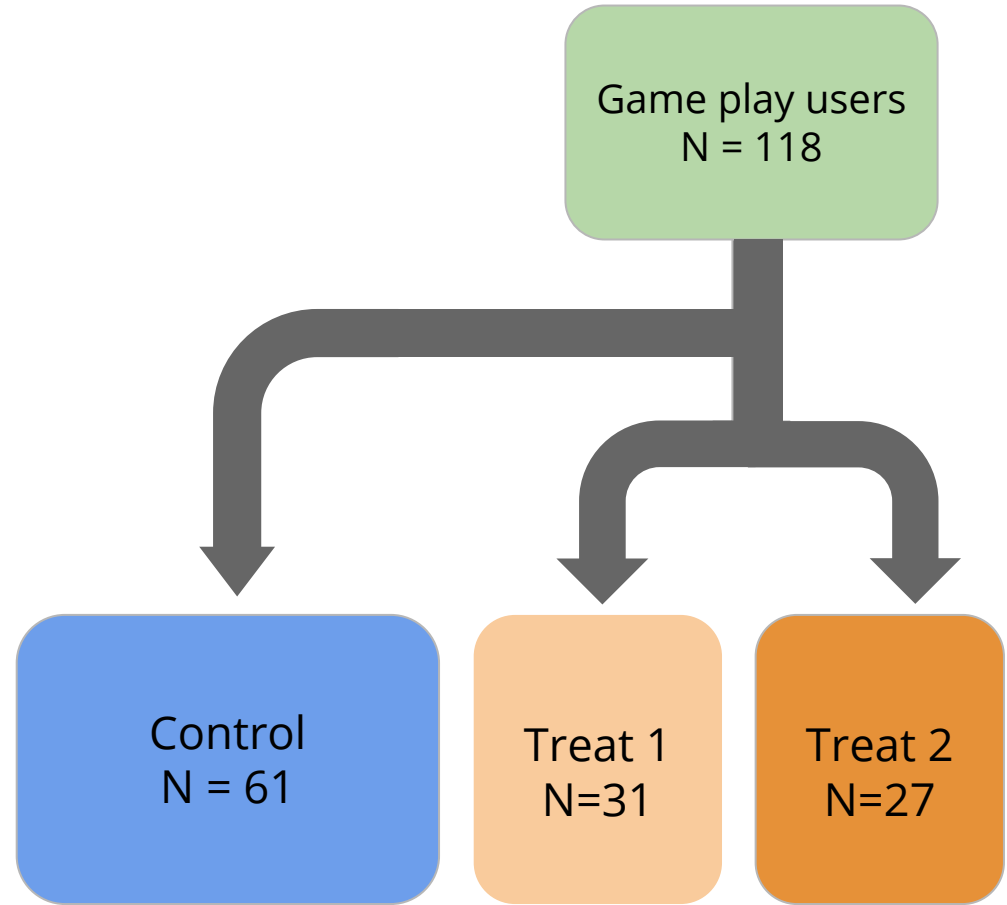 Game play users
N = 118
Control
N = 61
Treat 1
N=31
Treat 2
N=27